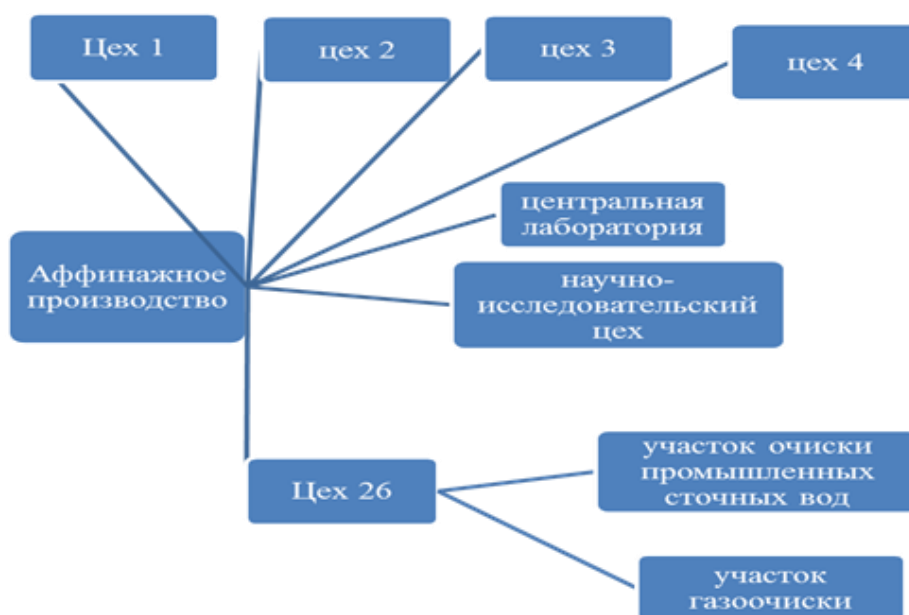 Цех 1
цех 2
цех 3
цех 4
центральная
лаборатория
Аффинажное
производство
научно-
исследовательский
цех
Цех 26
участок очиски
промышленных
сточных вод
участок
газоочиски